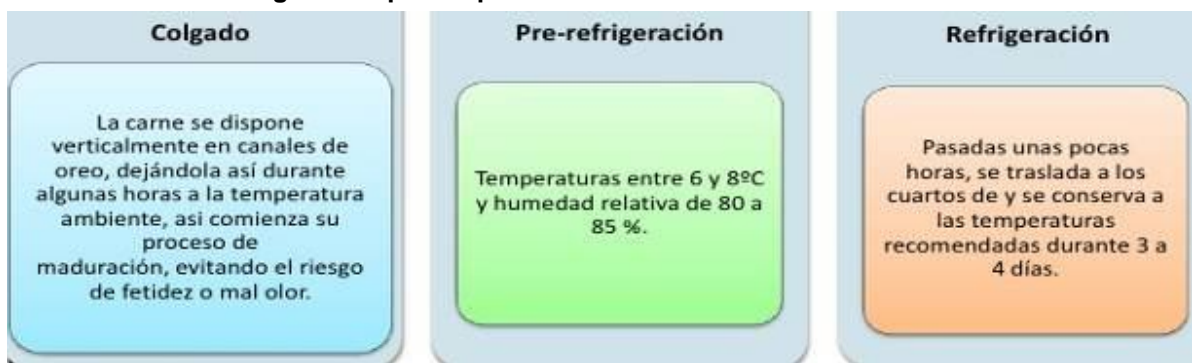 Colgado
La carne se dispone
verticalmente en canales de
oreo, dejándola así durante
algunas horas a la temperatura
ambiente, asi comienza su
proceso de
maduración, evitando el riesgo
de fetidez o mal olor.
Pre-refrigeración
Temperaturas entre 6 y 8ºC
y humedad relativa de 80 a
85 %.
Refrigeración
Pasadas unas pocas
horas, se traslada a los
cuartos de y se conserva a
las temperaturas
recomendadas durante 3 a
4 días.